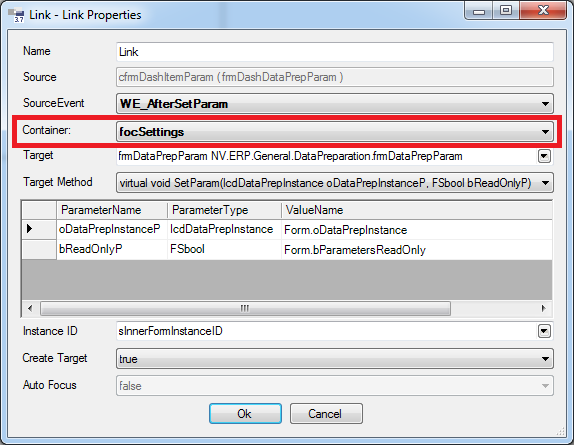 3.7 Link - Link Properties
Name Link
Source cfrmDashItemParam ( frmDashDataPrepParam )
SourceEvent WE_AfterSetParam
Container: focSettings
Target frmDataPrepParam NV.ERP.General.DataPreparation.frmDataPrepParam
Target Method virtual void SetParam(IcdDataPrepInstance oDataPrepInstanceP, FSbool bReadOnlyP)
ParameterName ParameterType ValueName
oDataPrepInstanceP IcdDataPrepInstance Form.oDataPrepInstance
bReadOnlyP FSbool Form.bParametersReadOnly
Instance ID sInnerFormInstanceID
Create Target true
Auto Focus false
Ok Cancel